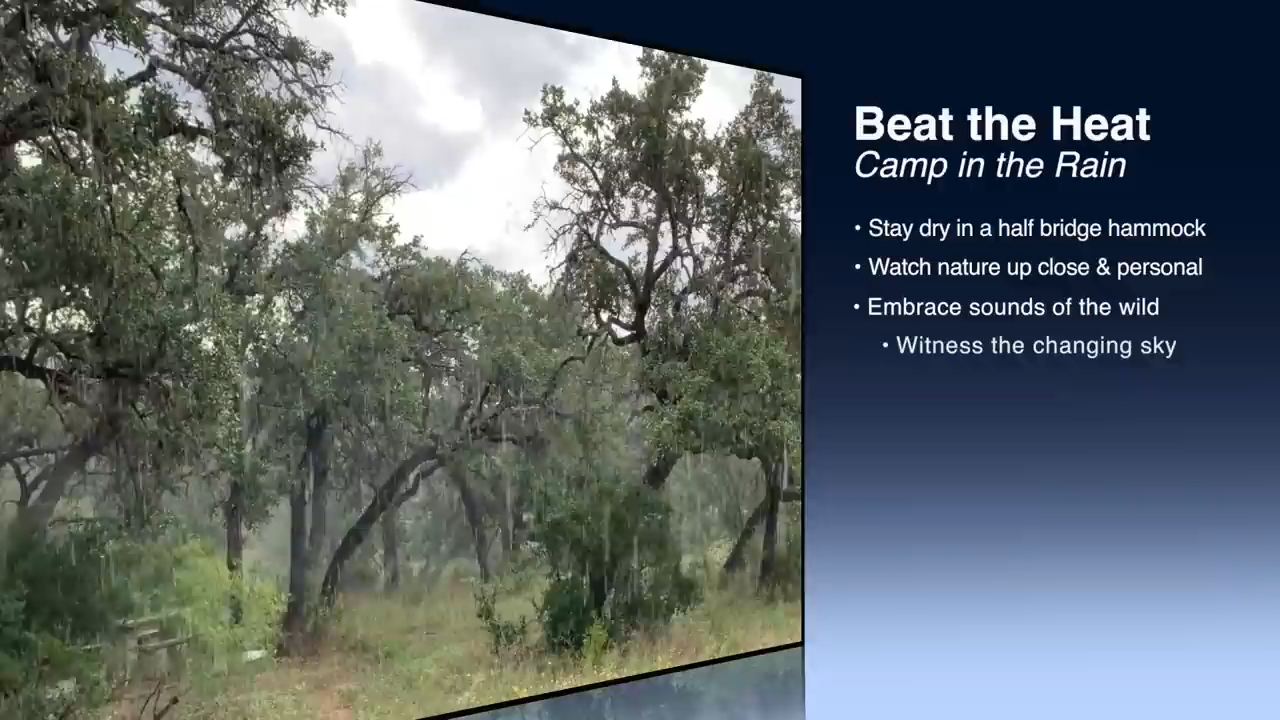 Beat the Heat
Camp in the Rain
• Stay dry in a half bridge hammock
• Watch nature up close & personal
• Embrace sounds of the wild
• Witness the changing sky